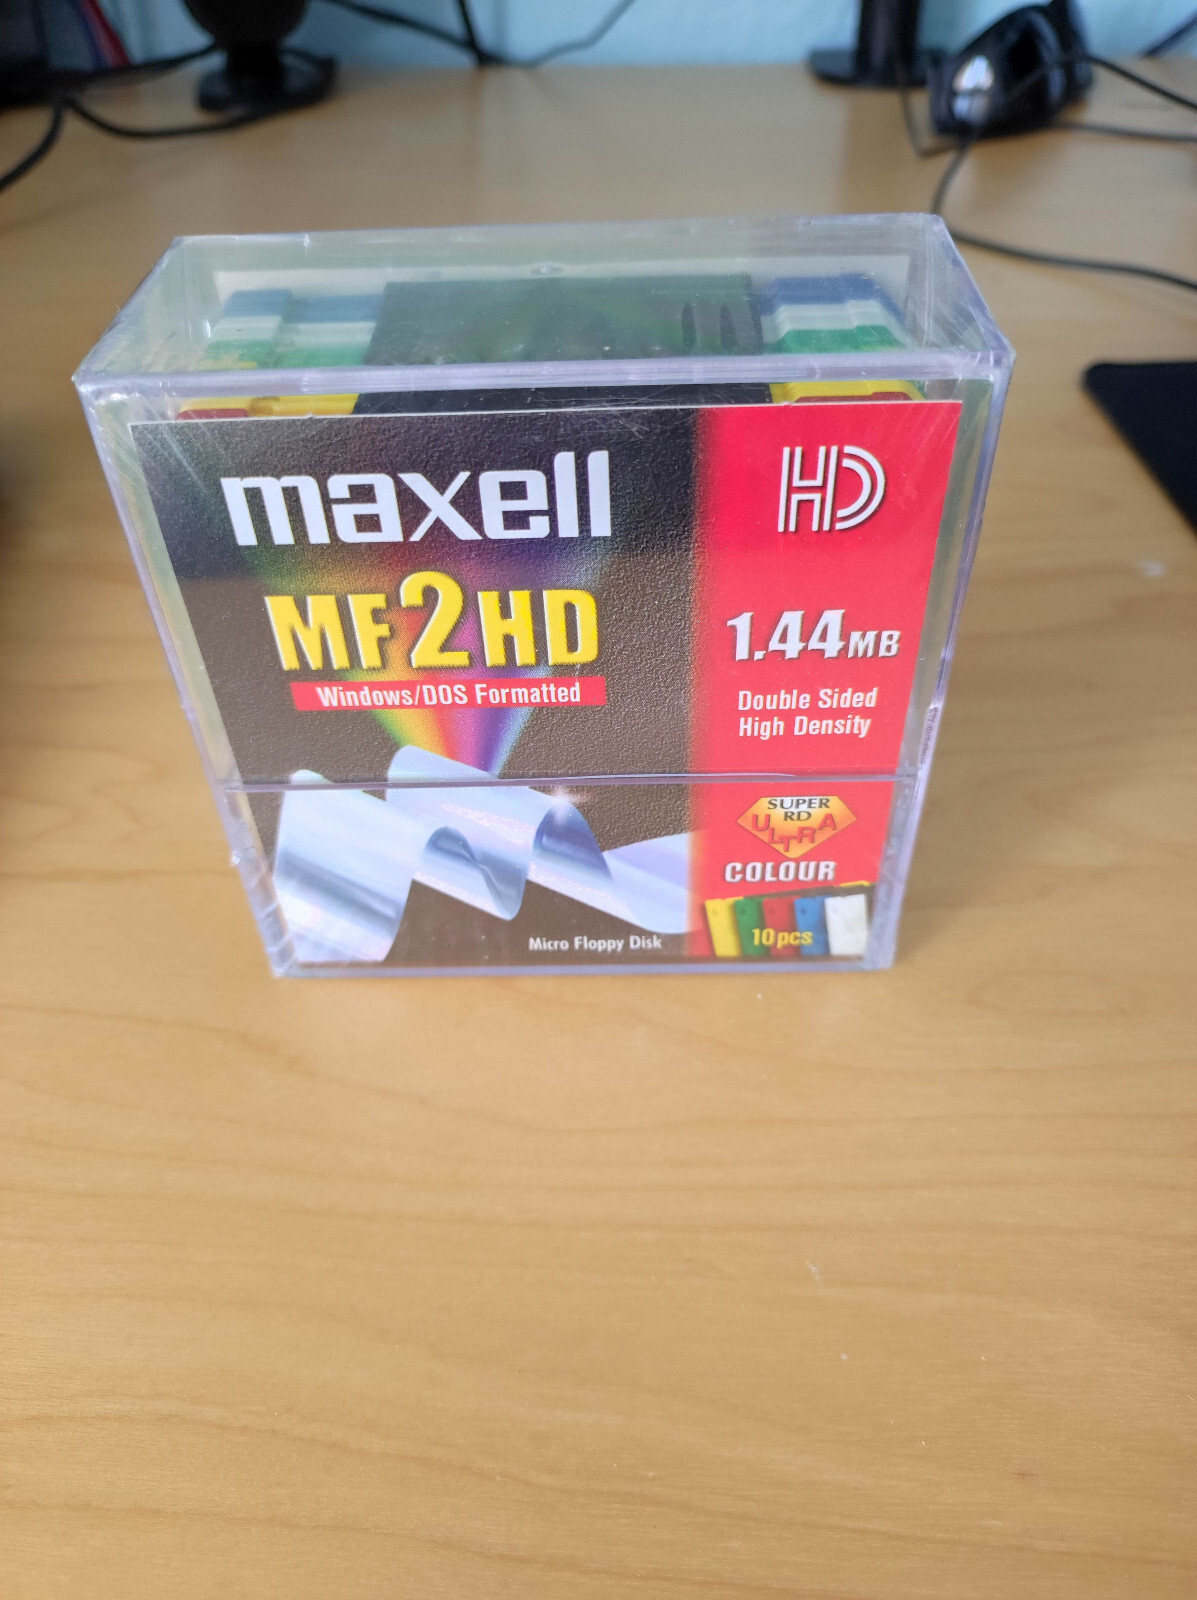 maxell
HD
MF2HD
Windows/DOS Formatted
1.44MB
Double Sided
High Density
SUPER
RD
ULTRA
COLOUR
10pcs
Micro Floppy Disk